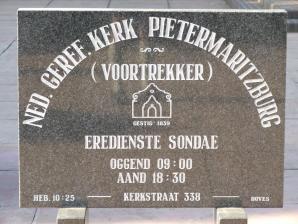 NED. GEREF. KERK PIETERMARITZBURG
(VOORTREKKER)
GESTIG 1839
EREDIENSTE SONDAE
OGGEND 09:00
AAND 18:30
HEB. 10:25 — KERKSTRAAT 338 — BOVES